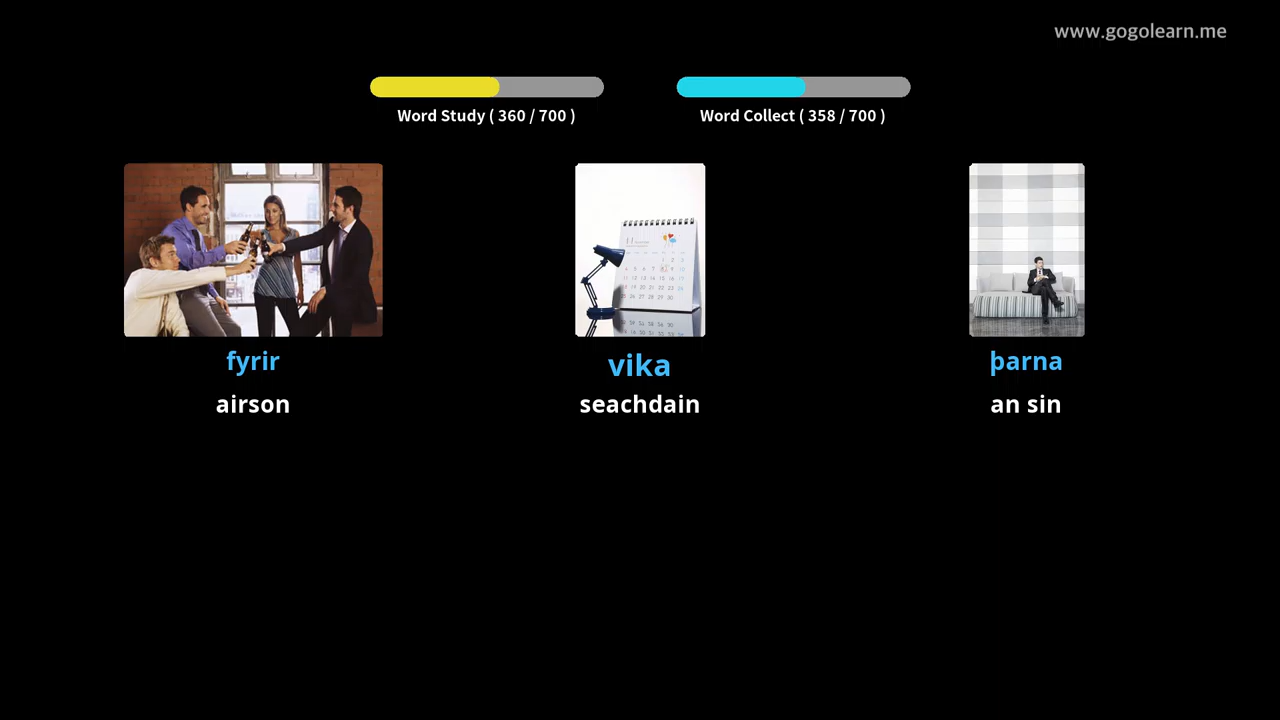 www.gogolearn.me
Word Study ( 360 / 700 )
Word Collect ( 358 / 700 )
fyrir
airson
vika
seachdain
þarna
an sin